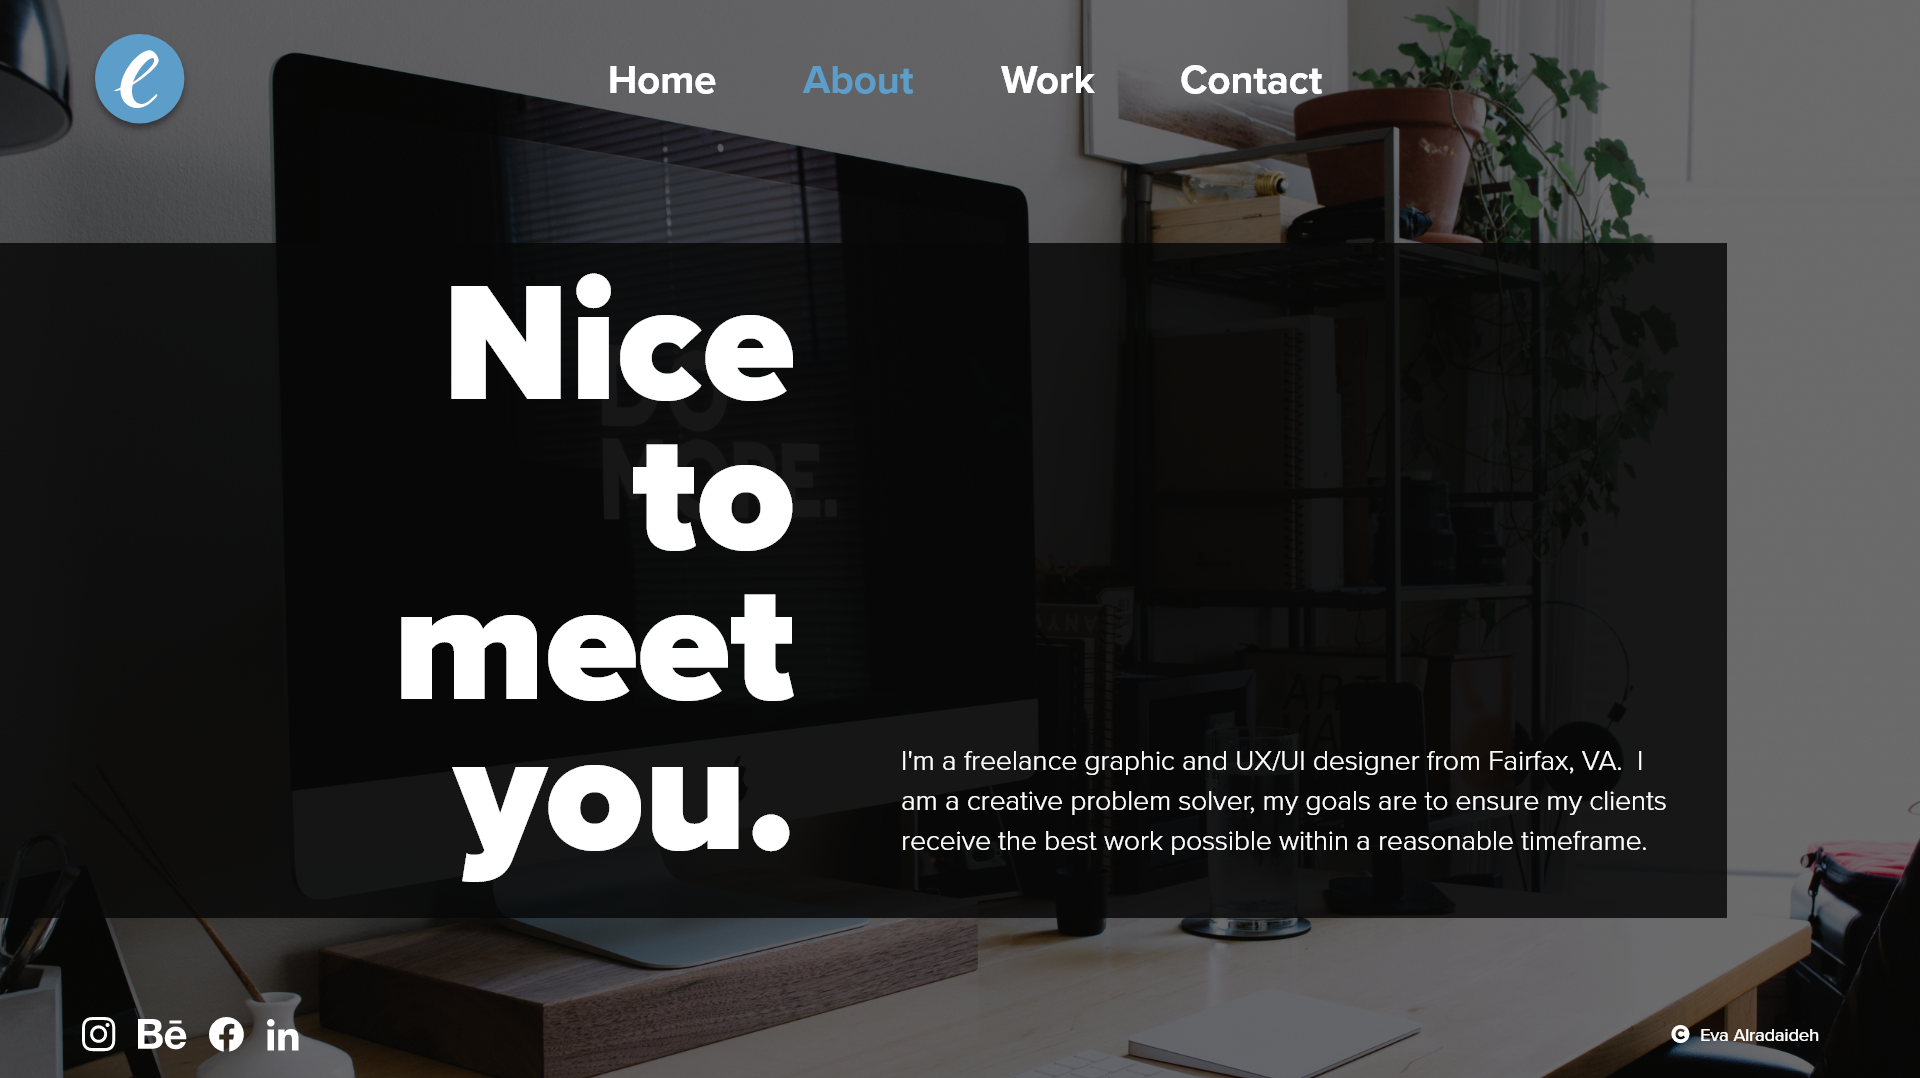 e
Home About Work Contact
Nice
to
meet
you.
DO
MORE.
I'm a freelance graphic and UX/UI designer from Fairfax, VA. I
am a creative problem solver, my goals are to ensure my clients
receive the best work possible within a reasonable timeframe.
Bē in
© Eva Alradaideh